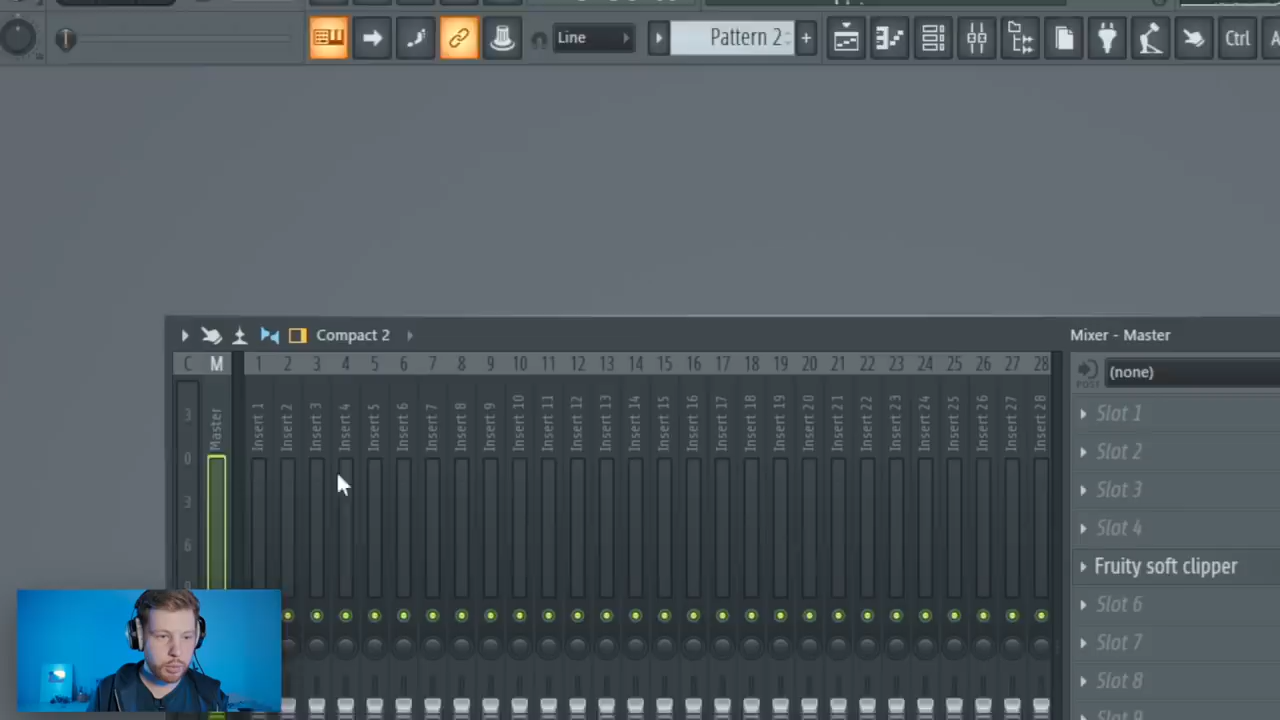 Line
Pattern 2
+
Ctrl
Compact 2
Mixer - Master
C M 1 2 3 4 5 6 7 8 9 10 11 12 13 14 15 16 17 18 19 20 21 22 23 24 25 26 27 28
POST
(none)
Master
Insert 1
Insert 2
Insert 3
Insert 4
Insert 5
Insert 6
Insert 7
Insert 8
Insert 9
Insert 10
Insert 11
Insert 12
Insert 13
Insert 14
Insert 15
Insert 16
Insert 17
Insert 18
Insert 19
Insert 20
Insert 21
Insert 22
Insert 23
Insert 24
Insert 25
Insert 26
Insert 27
Insert 28
3
0
3
6
Slot 1
Slot 2
Slot 3
Slot 4
Fruity soft clipper
Slot 6
Slot 7
Slot 8